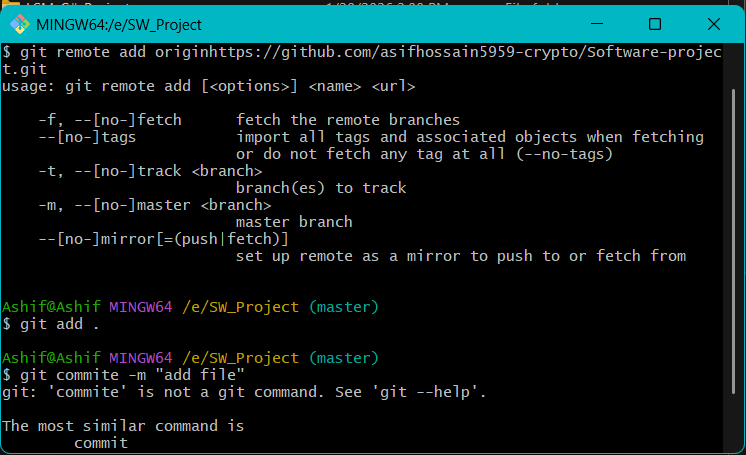 MINGW64:/e/SW_Project
$ git remote add originhttps://github.com/asifhossain5959-crypto/Software-projec
t.git
usage: git remote add [<options>] <name> <url>
-f, --[no-]fetch fetch the remote branches
--[no-]tags import all tags and associated objects when fetching
or do not fetch any tag at all (--no-tags)
-t, --[no-]track <branch>
branch(es) to track
-m, --[no-]master <branch>
master branch
--[no-]mirror[=(push|fetch)]
set up remote as a mirror to push to or fetch from
Ashif@Ashif MINGW64 /e/SW_Project (master)
$ git add .
Ashif@Ashif MINGW64 /e/SW_Project (master)
$ git commite -m "add file"
git: 'commite' is not a git command. See 'git --help'.
The most similar command is
commit